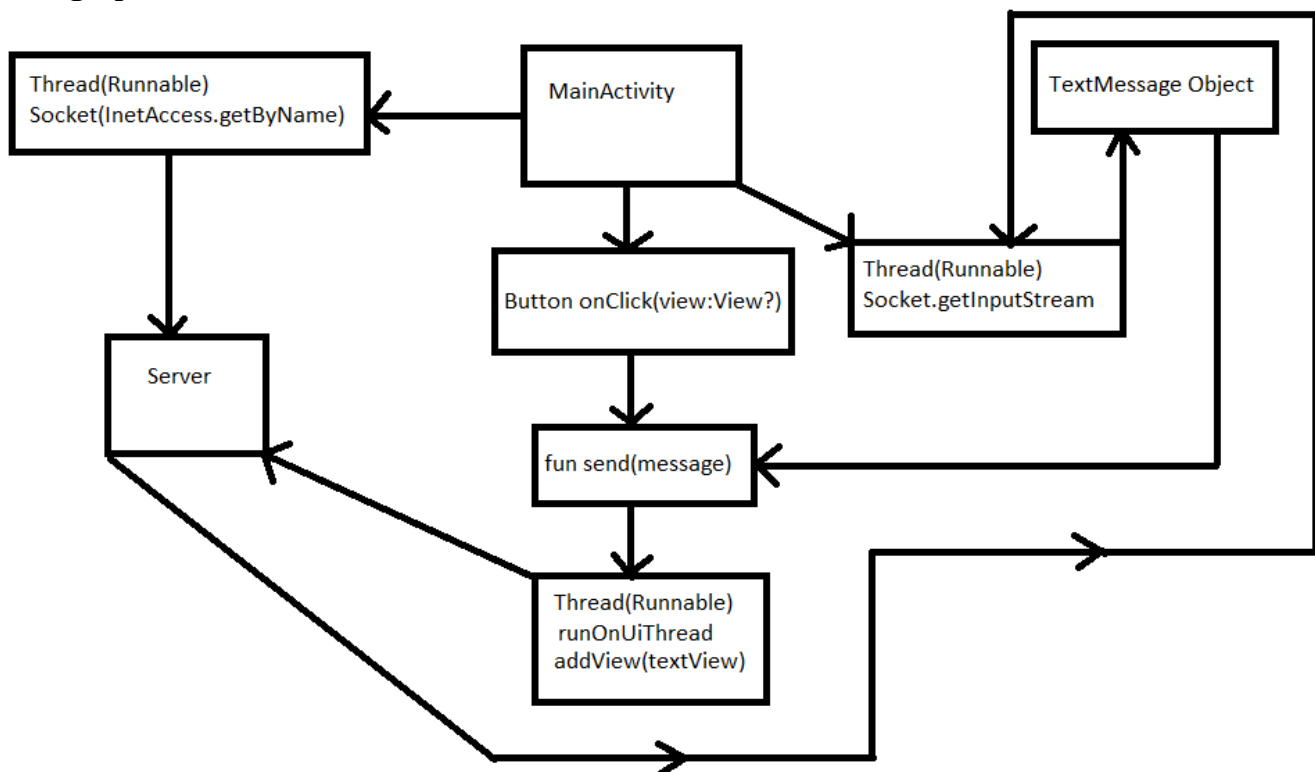 Thread(Runnable)
Socket(InetAccess.getByName)
MainActivity
TextMessage Object
Button onClick(view:View?)
Thread(Runnable)
Socket.getInputStream
Server
fun send(message)
Thread(Runnable)
runOnUiThread
addView(textView)